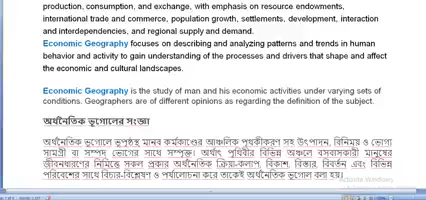 production, consumption, and exchange, with emphasis on resource endowments,
international trade and commerce, population growth, settlements, development, interaction
and interdependencies, and regional supply and demand.
Economic Geography focuses on describing and analyzing patterns and trends in human
behavior and activity to gain understanding of the processes and drivers that shape and affect
the economic and cultural landscapes.
Economic Geography is the study of man and his economic activities under varying sets of
conditions. Geographers are of different opinions as regarding the definition of the subject.
অর্থনৈতিক ভূগোলের সংজ্ঞা
অর্থনৈতিক ভূগোলে ভূপৃষ্ঠস্থ মানব কর্মকাণ্ডের আঞ্চলিক পৃথকীকরণ সহ উৎপাদন, বিনিময় ও ভোগ্য
সামগ্রী বা সম্পদ ভোগের সাথে সম্পৃক্ত। অর্থাৎ পৃথিবীর বিভিন্ন অঞ্চলে বসবাসকারী মানুষের
জীবনধারণের নিমিত্তে সকল প্রকার অর্থনৈতিক ক্রিয়া-কলাপ, বিকাশ, বিস্তার, বিবর্তন এবং বিভিন্ন
পরিবেশের সাথে বিচার-বিশ্লেষণ ও পর্যালোচনা করে তাকেই অর্থনৈতিক ভূগোল বলা হয়।
Activate Windows